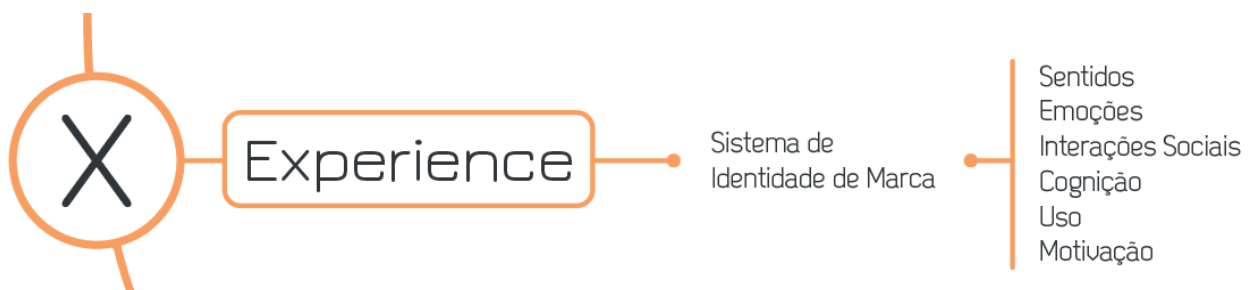 X
Experience
Sistema de
Identidade de Marca
Sentidos
Emoções
Interações Sociais
Cognição
Uso
Motivação